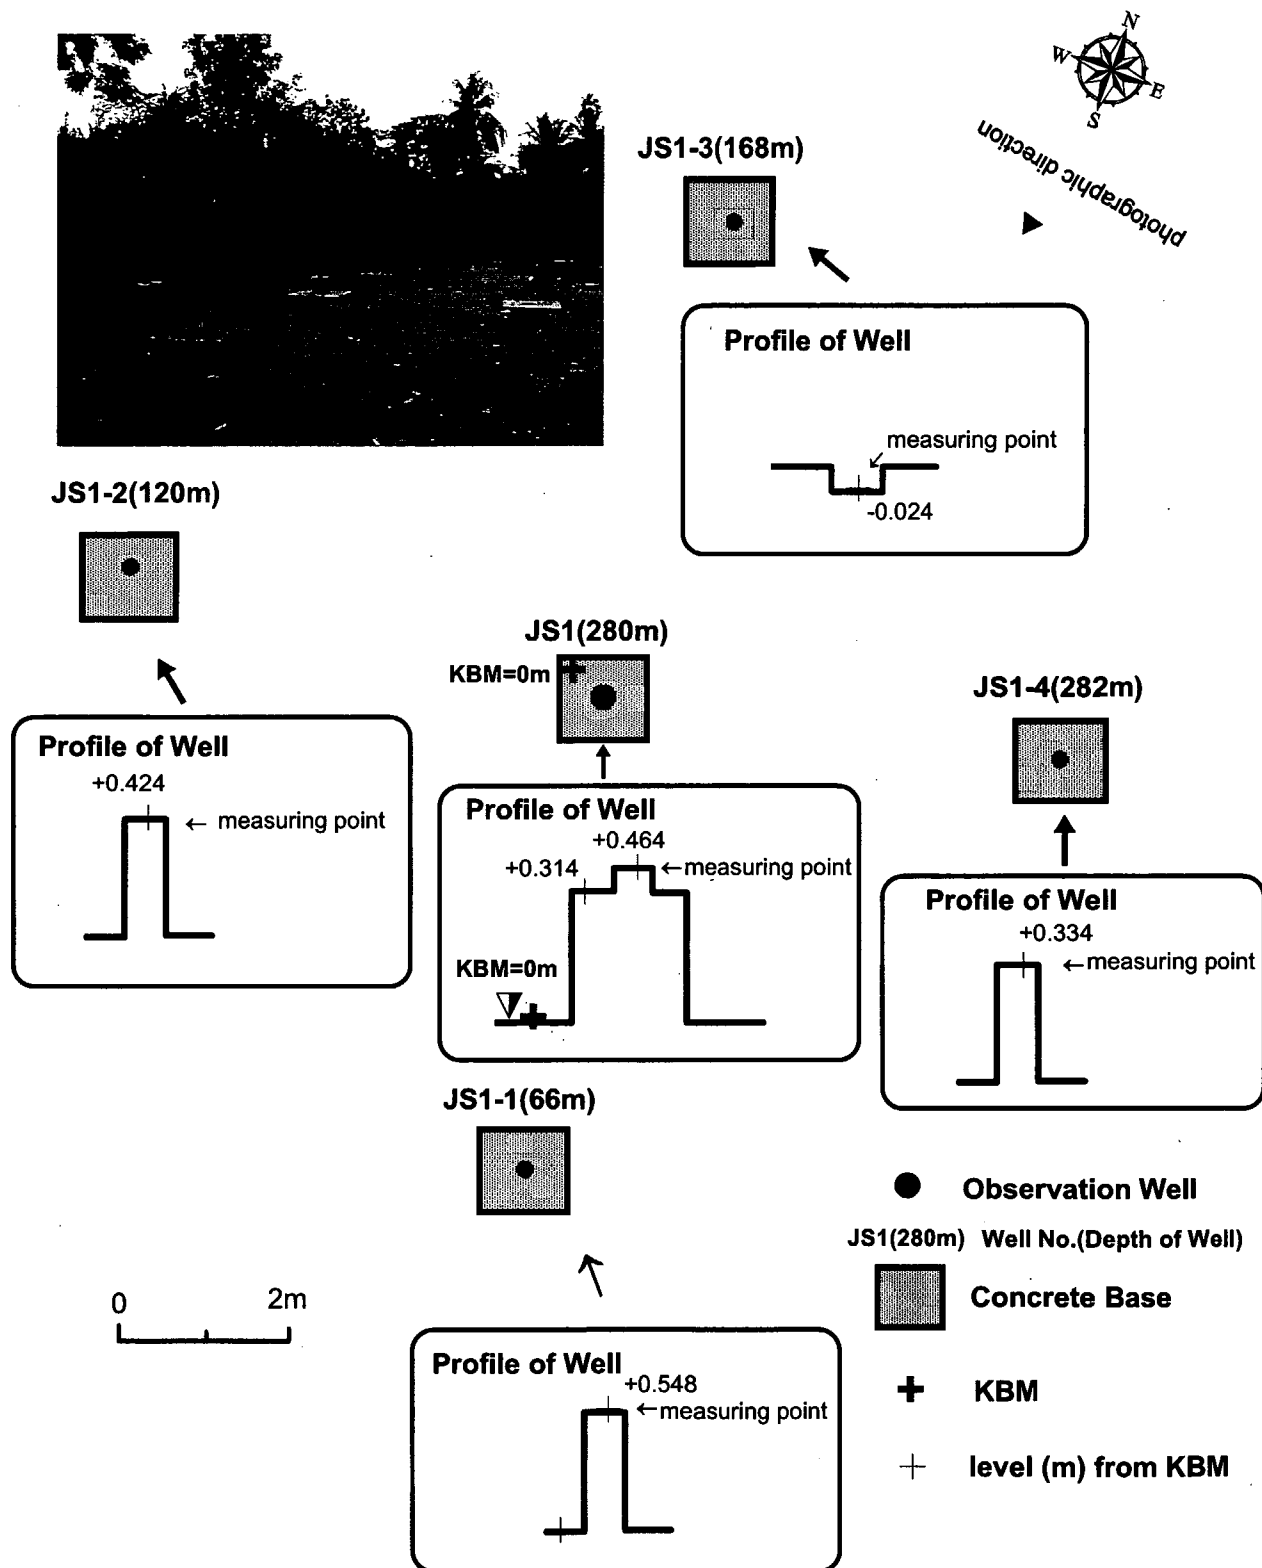 N
W
E
S
photographic direction
JS1-3(168m)
Profile of Well
measuring point
-0.024
JS1-2(120m)
Profile of Well
+0.424
← measuring point
JS1(280m)
KBM=0m
Profile of Well
+0.464
+0.314
←measuring point
KBM=0m
JS1-4(282m)
Profile of Well
+0.334
←measuring point
JS1-1(66m)
Profile of Well
+0.548
←measuring point
0 2m
Observation Well
JS1(280m) Well No.(Depth of Well)
Concrete Base
KBM
level (m) from KBM